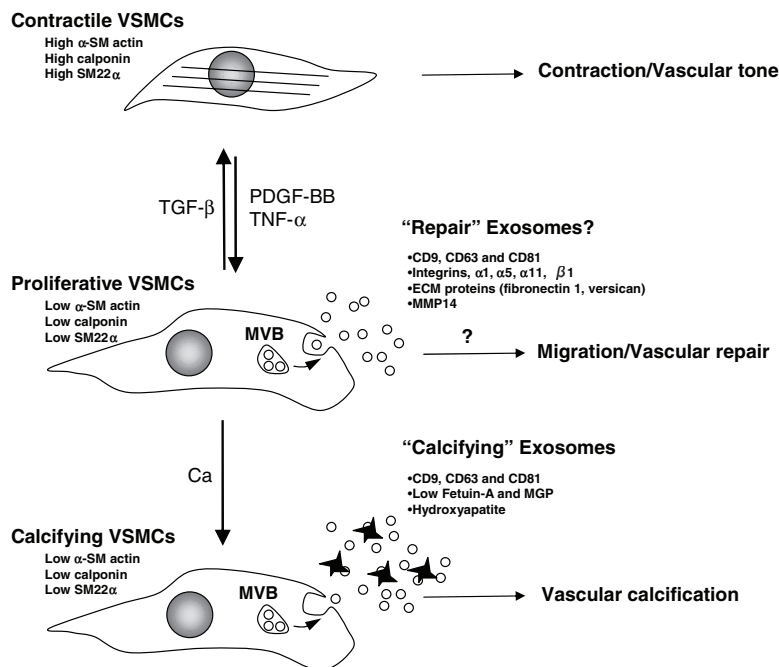 Contractile VSMCs
High α-SM actin
High calponin
High SM22α
Contraction/Vascular tone
TGF-β
PDGF-BB
TNF-α
“Repair” Exosomes?
•CD9, CD63 and CD81
•Integrins, α1, α5, α11, β1
•ECM proteins (fibronectin 1, versican)
•MMP14
Proliferative VSMCs
Low α-SM actin
Low calponin
Low SM22α
MVB
?
Migration/Vascular repair
Ca
“Calcifying” Exosomes
•CD9, CD63 and CD81
•Low Fetuin-A and MGP
•Hydroxyapatite
Calcifying VSMCs
Low α-SM actin
Low calponin
Low SM22α
MVB
Vascular calcification